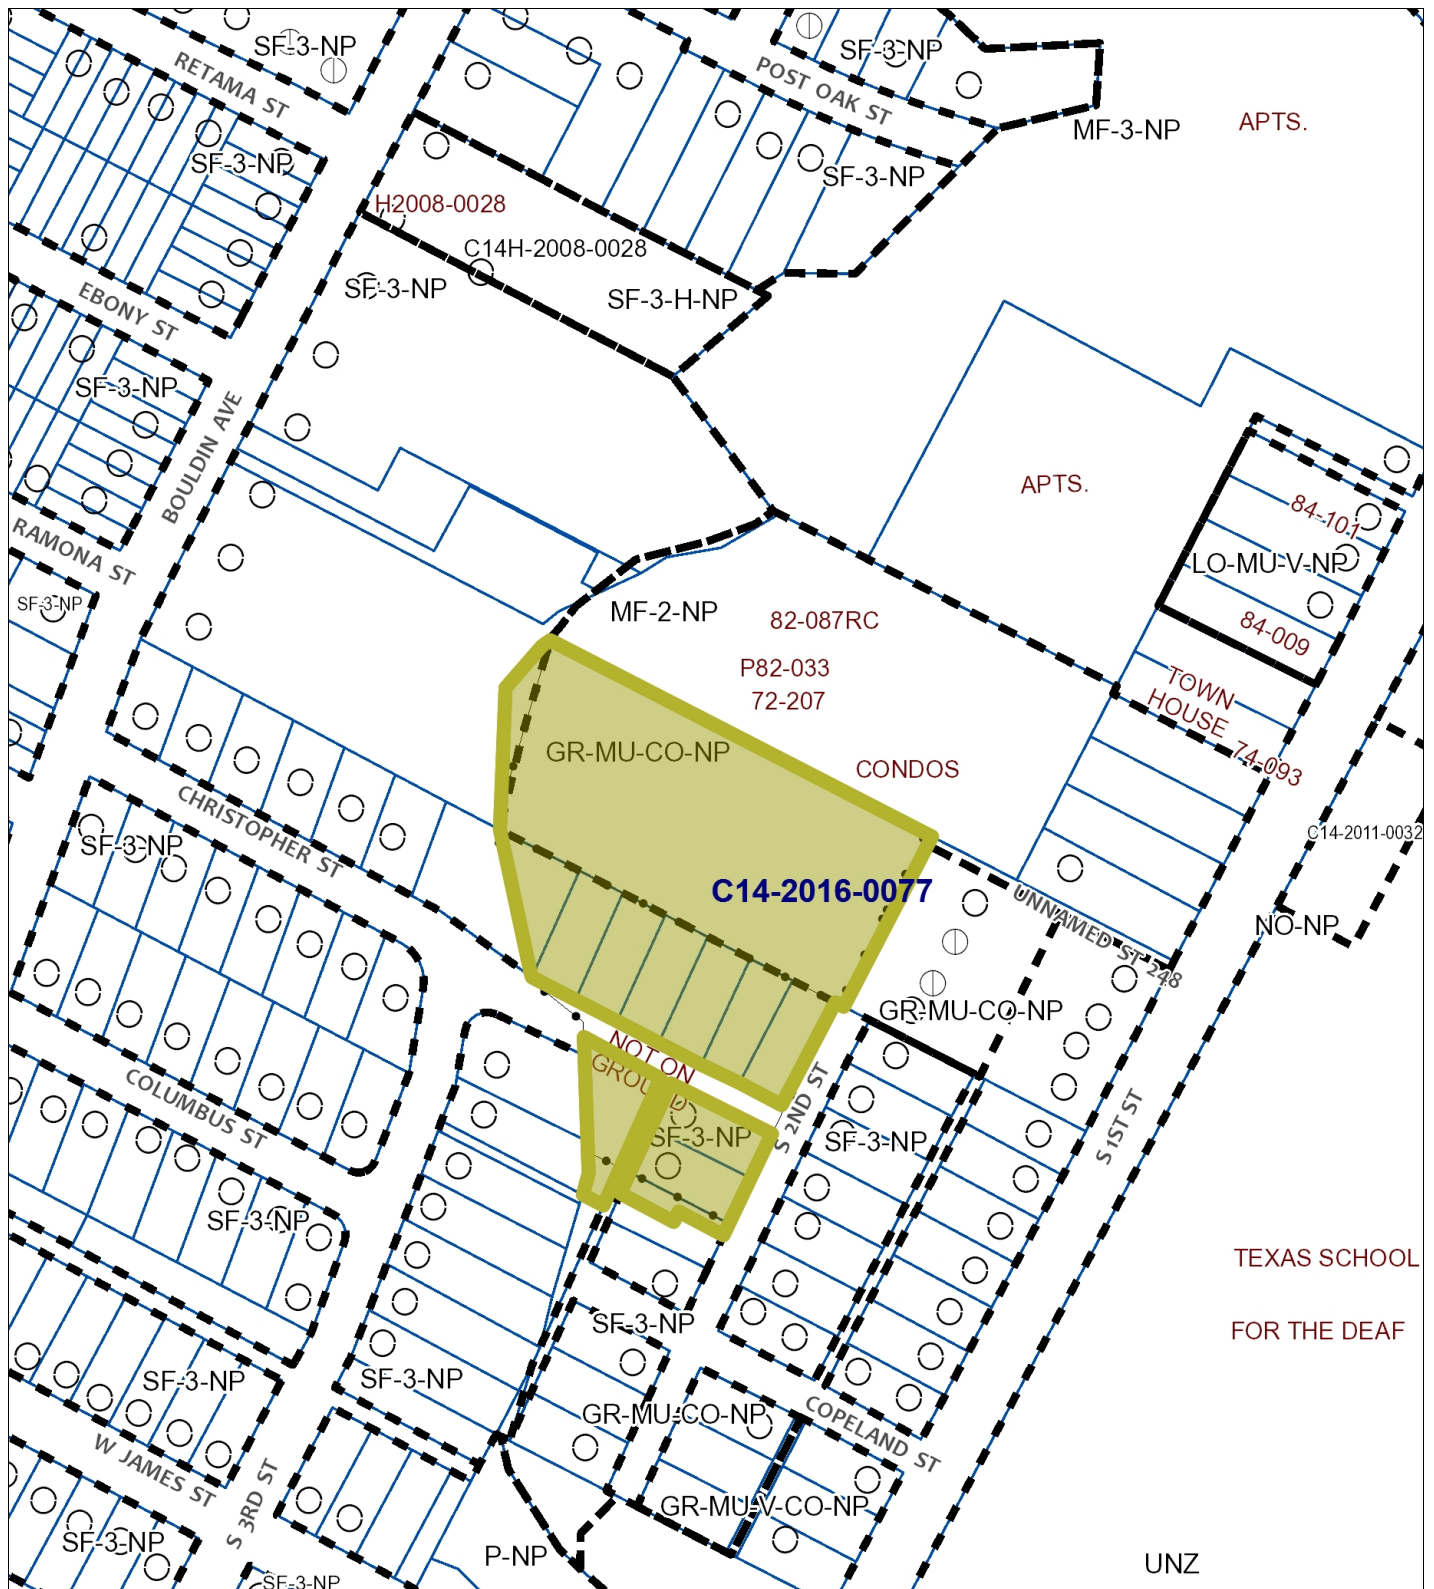 SF-3-NP
RETAMA ST
SF-3-NP
POST OAK ST
SF-3-NP
MF-3-NP
APTS.
SF-3-NP
H2008-0028
C14H-2008-0028
SF-3-NP
SF-3-H-NP
EBONY ST
SF-3-NP
BOULDIN AVE
APTS.
84-101
LO-MU-V-NP
RAMONA ST
SF-3-NP
MF-2-NP
82-087RC
84-009
P82-033
72-207
TOWN
HOUSE
74-093
GR-MU-CO-NP
CONDOS
CHRISTOPHER ST
SF-3-NP
C14-2011-0032
C14-2016-0077
UNNAMED ST 248
NO-NP
GR-MU-CO-NP
NOT ON
GROUND
COLUMBUS ST
S 2ND ST
S 1ST ST
SF-3-NP
SF-3-NP
SF-3-NP
TEXAS SCHOOL
FOR THE DEAF
SF-3-NP
SF-3-NP
SF-3-NP
GR-MU-CO-NP
COPELAND ST
W JAMES ST
S 3RD ST
GR-MU-V-CO-NP
SF-3-NP
P-NP
UNZ
SF-3-NP